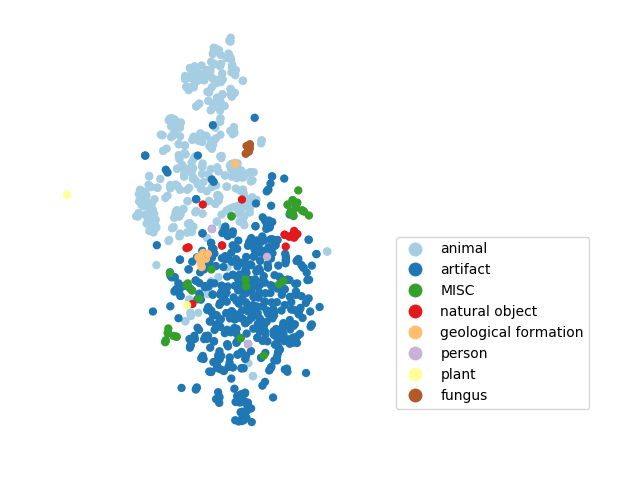 animal
artifact
MISC
natural object
geological formation
person
plant
fungus